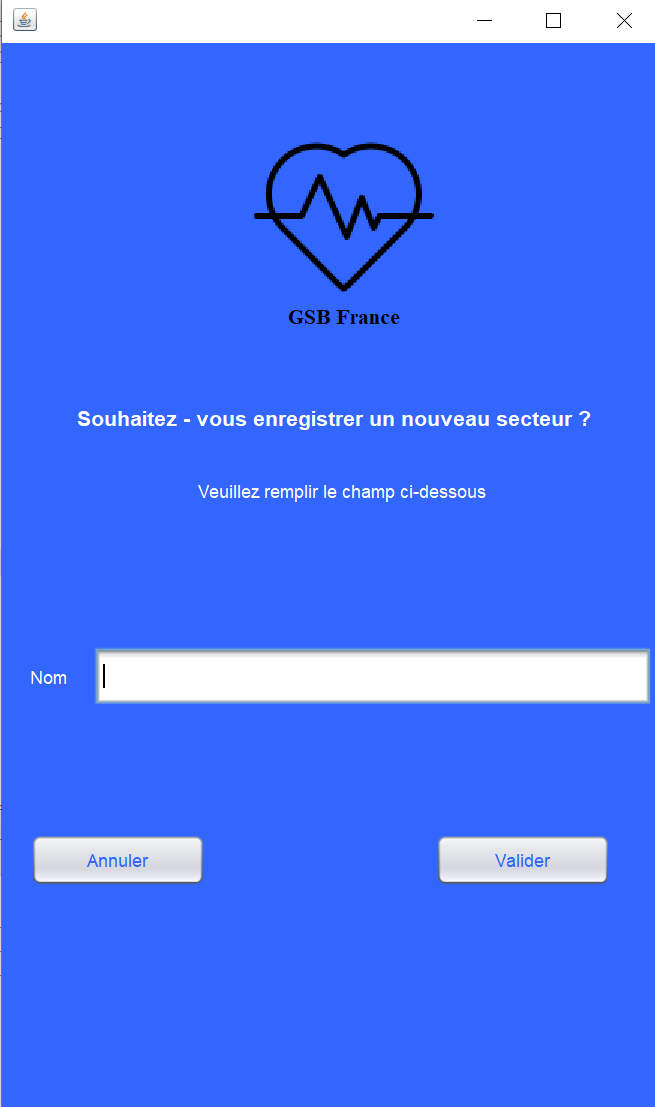 GSB France
Souhaitez - vous enregistrer un nouveau secteur ?
Veuillez remplir le champ ci-dessous
Nom
Annuler
Valider